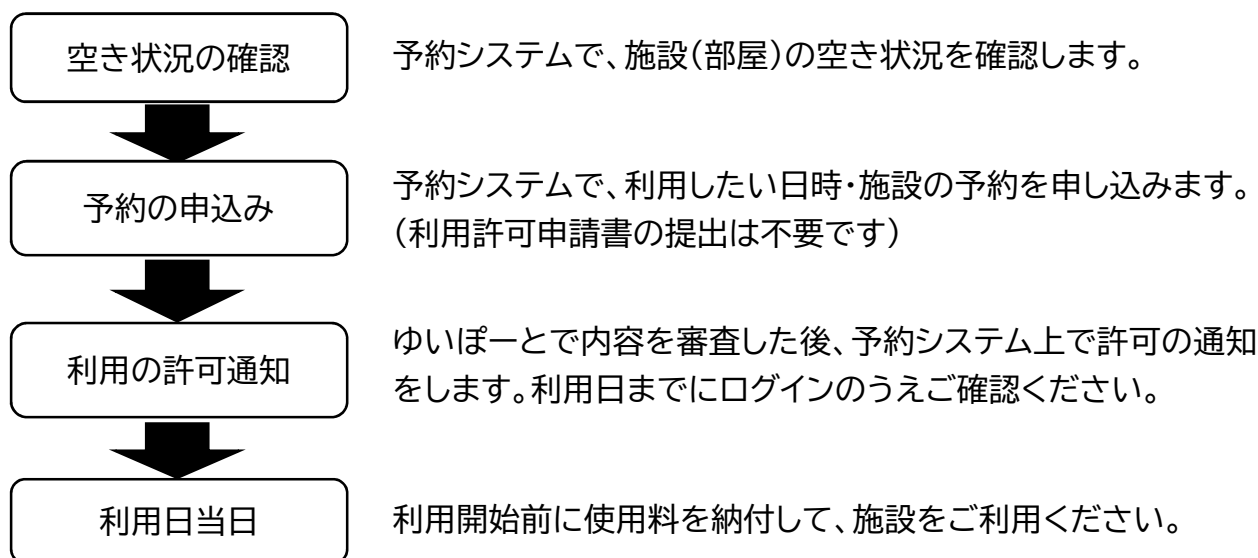 空き状況の確認
予約システムで、施設(部屋)の空き状況を確認します。
予約の申込み
予約システムで、利用したい日時・施設の予約を申し込みます。
(利用許可申請書の提出は不要です)
利用の許可通知
ゆいぽーとで内容を審査した後、予約システム上で許可の通知
をします。利用日までにログインのうえご確認ください。
利用日当日
利用開始前に使用料を納付して、施設をご利用ください。